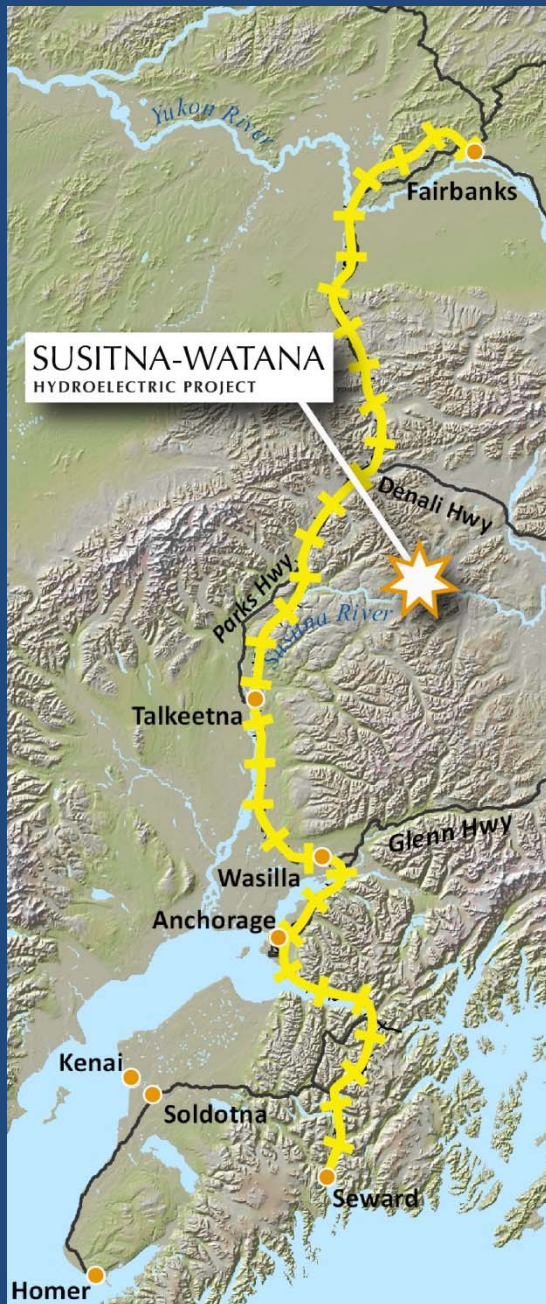 Yukon River
Fairbanks
SUSITNA-WATANA
HYDROELECTRIC PROJECT
Denali Hwy
Parks Hwy
Susitna River
Talkeetna
Glenn Hwy
Wasilla
Anchorage
Kenai
Soldotna
Seward
Homer